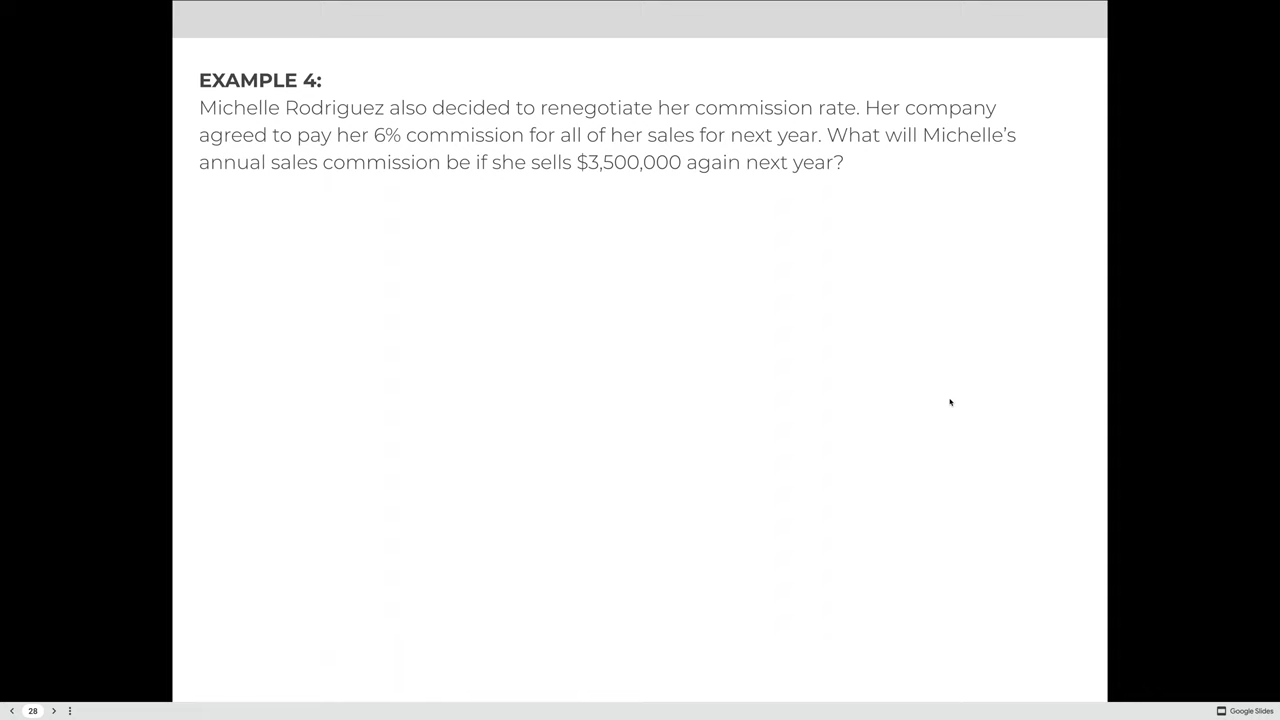 EXAMPLE 4:
Michelle Rodriguez also decided to renegotiate her commission rate. Her company
agreed to pay her 6% commission for all of her sales for next year. What will Michelle’s
annual sales commission be if she sells $3,500,000 again next year?
28
Google Slides